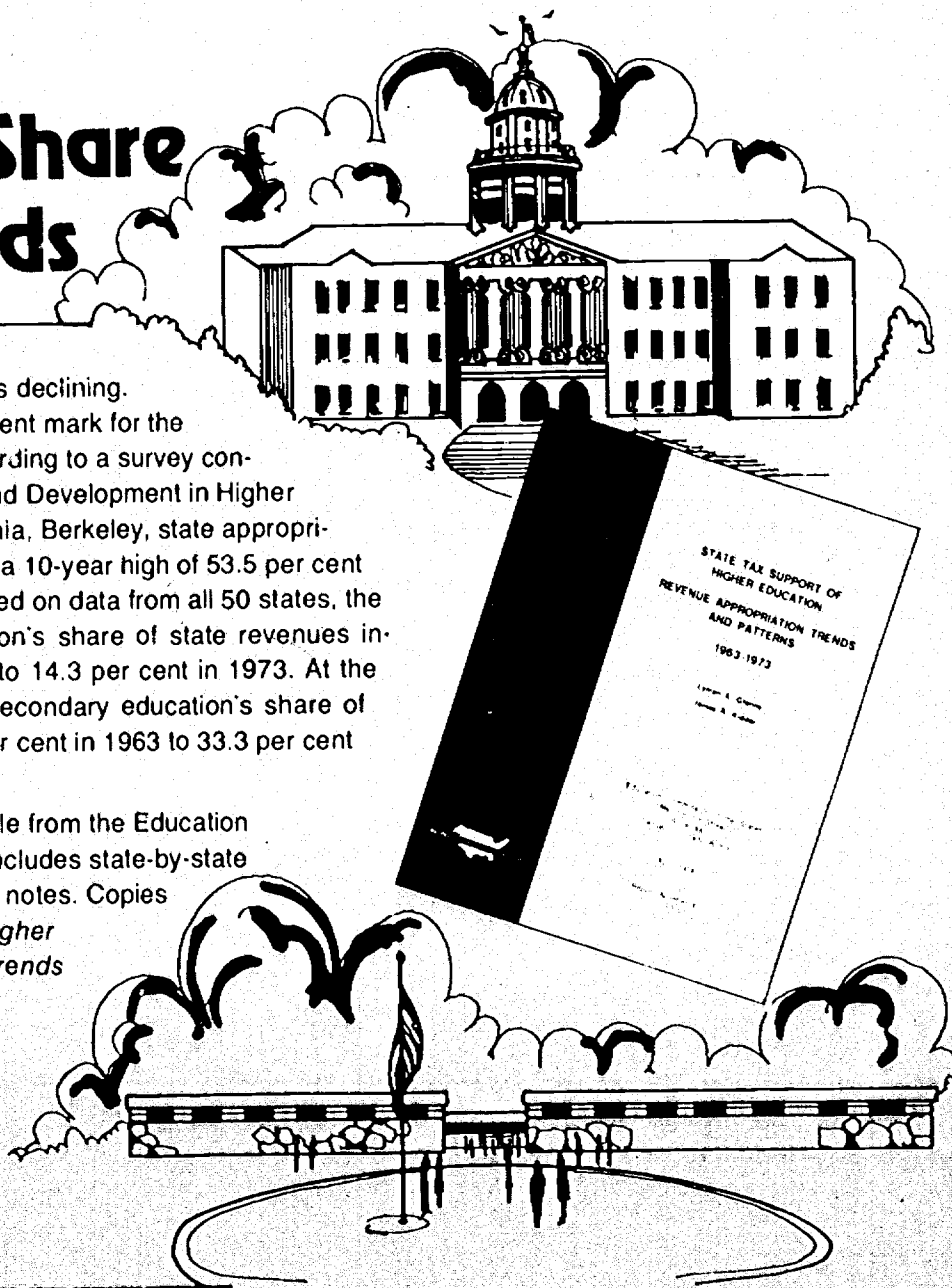 Share
ds
s declining.
ent mark for the
rding to a survey con-
nd Development in Higher
nia, Berkeley, state appropri-
a 10-year high of 53.5 per cent
ed on data from all 50 states, the
on's share of state revenues in-
to 14.3 per cent in 1973. At the
econdary education's share of
r cent in 1963 to 33.3 per cent
le from the Education
ncludes state-by-state
notes. Copies
gher
rends
STATE TAX SUPPORT OF
HIGHER EDUCATION
REVENUE APPROPRIATION TRENDS
AND PATTERNS
1963-1973